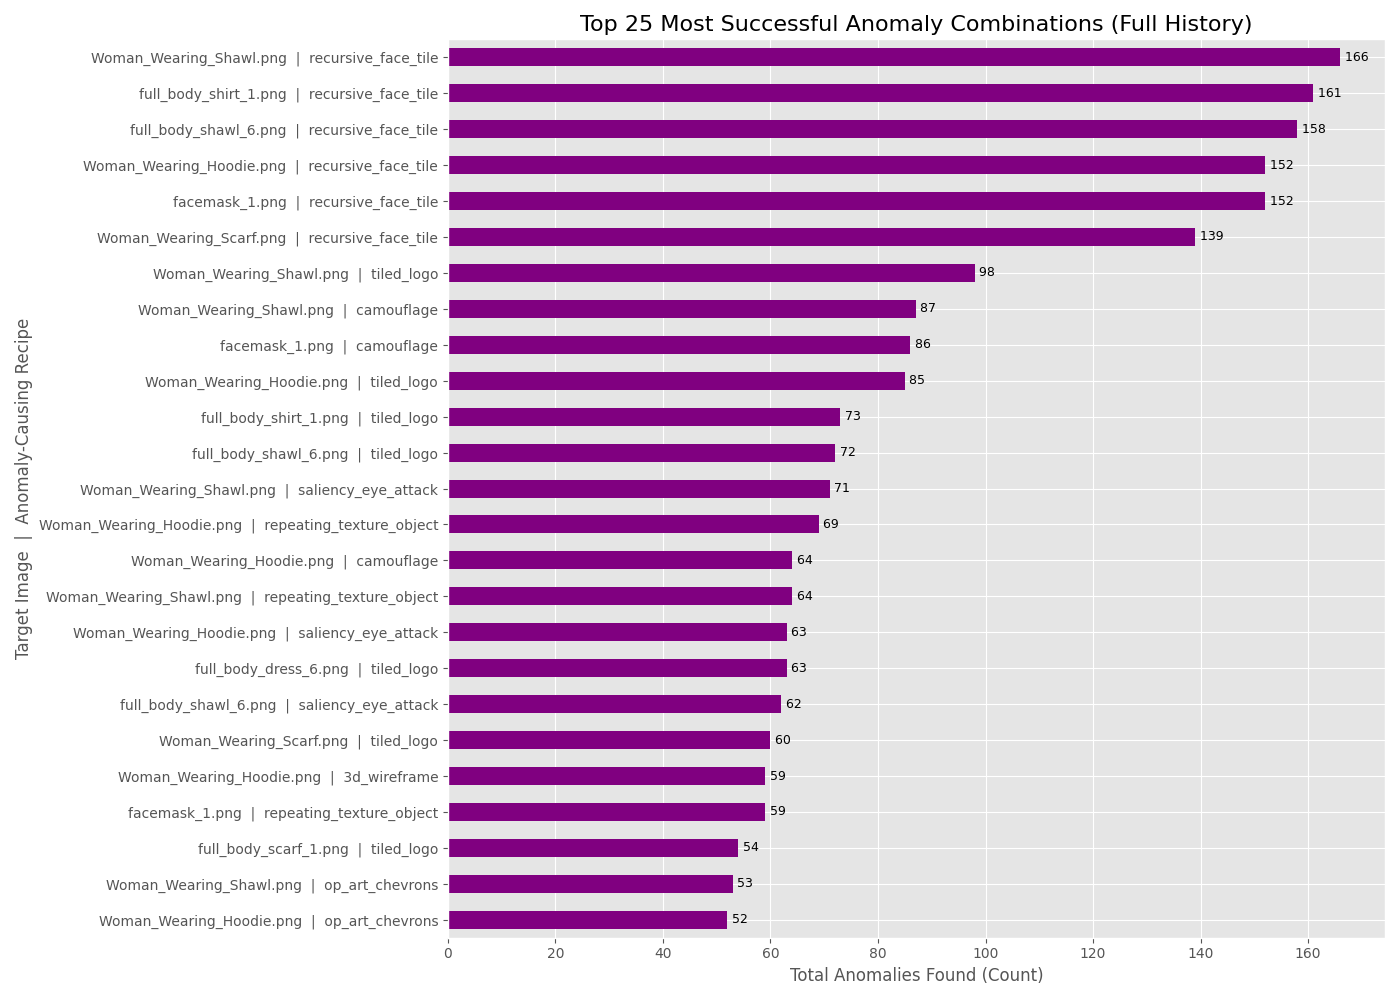 Top 25 Most Successful Anomaly Combinations (Full History)
Target Image | Anomaly-Causing Recipe
Woman_Wearing_Shawl.png | recursive_face_tile 166
full_body_shirt_1.png | recursive_face_tile 161
full_body_shawl_6.png | recursive_face_tile 158
Woman_Wearing_Hoodie.png | recursive_face_tile 152
facemask_1.png | recursive_face_tile 152
Woman_Wearing_Scarf.png | recursive_face_tile 139
Woman_Wearing_Shawl.png | tiled_logo 98
Woman_Wearing_Shawl.png | camouflage 87
facemask_1.png | camouflage 86
Woman_Wearing_Hoodie.png | tiled_logo 85
full_body_shirt_1.png | tiled_logo 73
full_body_shawl_6.png | tiled_logo 72
Woman_Wearing_Shawl.png | saliency_eye_attack 71
Woman_Wearing_Hoodie.png | repeating_texture_object 69
Woman_Wearing_Hoodie.png | camouflage 64
Woman_Wearing_Shawl.png | repeating_texture_object 64
Woman_Wearing_Hoodie.png | saliency_eye_attack 63
full_body_dress_6.png | tiled_logo 63
full_body_shawl_6.png | saliency_eye_attack 62
Woman_Wearing_Scarf.png | tiled_logo 60
Woman_Wearing_Hoodie.png | 3d_wireframe 59
facemask_1.png | repeating_texture_object 59
full_body_scarf_1.png | tiled_logo 54
Woman_Wearing_Shawl.png | op_art_chevrons 53
Woman_Wearing_Hoodie.png | op_art_chevrons 52
0 20 40 60 80 100 120 140 160
Total Anomalies Found (Count)